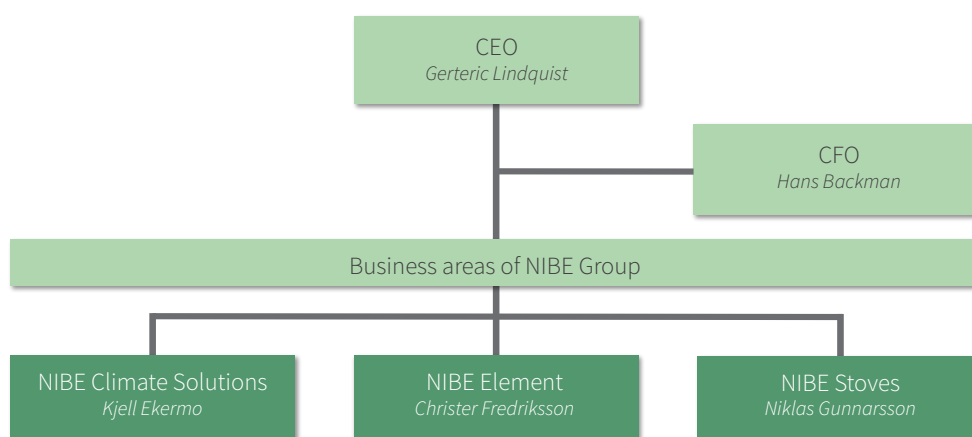 CEO
Gerteric Lindquist
CFO
Hans Backman
Business areas of NIBE Group
NIBE Climate Solutions
Kjell Ekermo
NIBE Element
Christer Fredriksson
NIBE Stoves
Niklas Gunnarsson